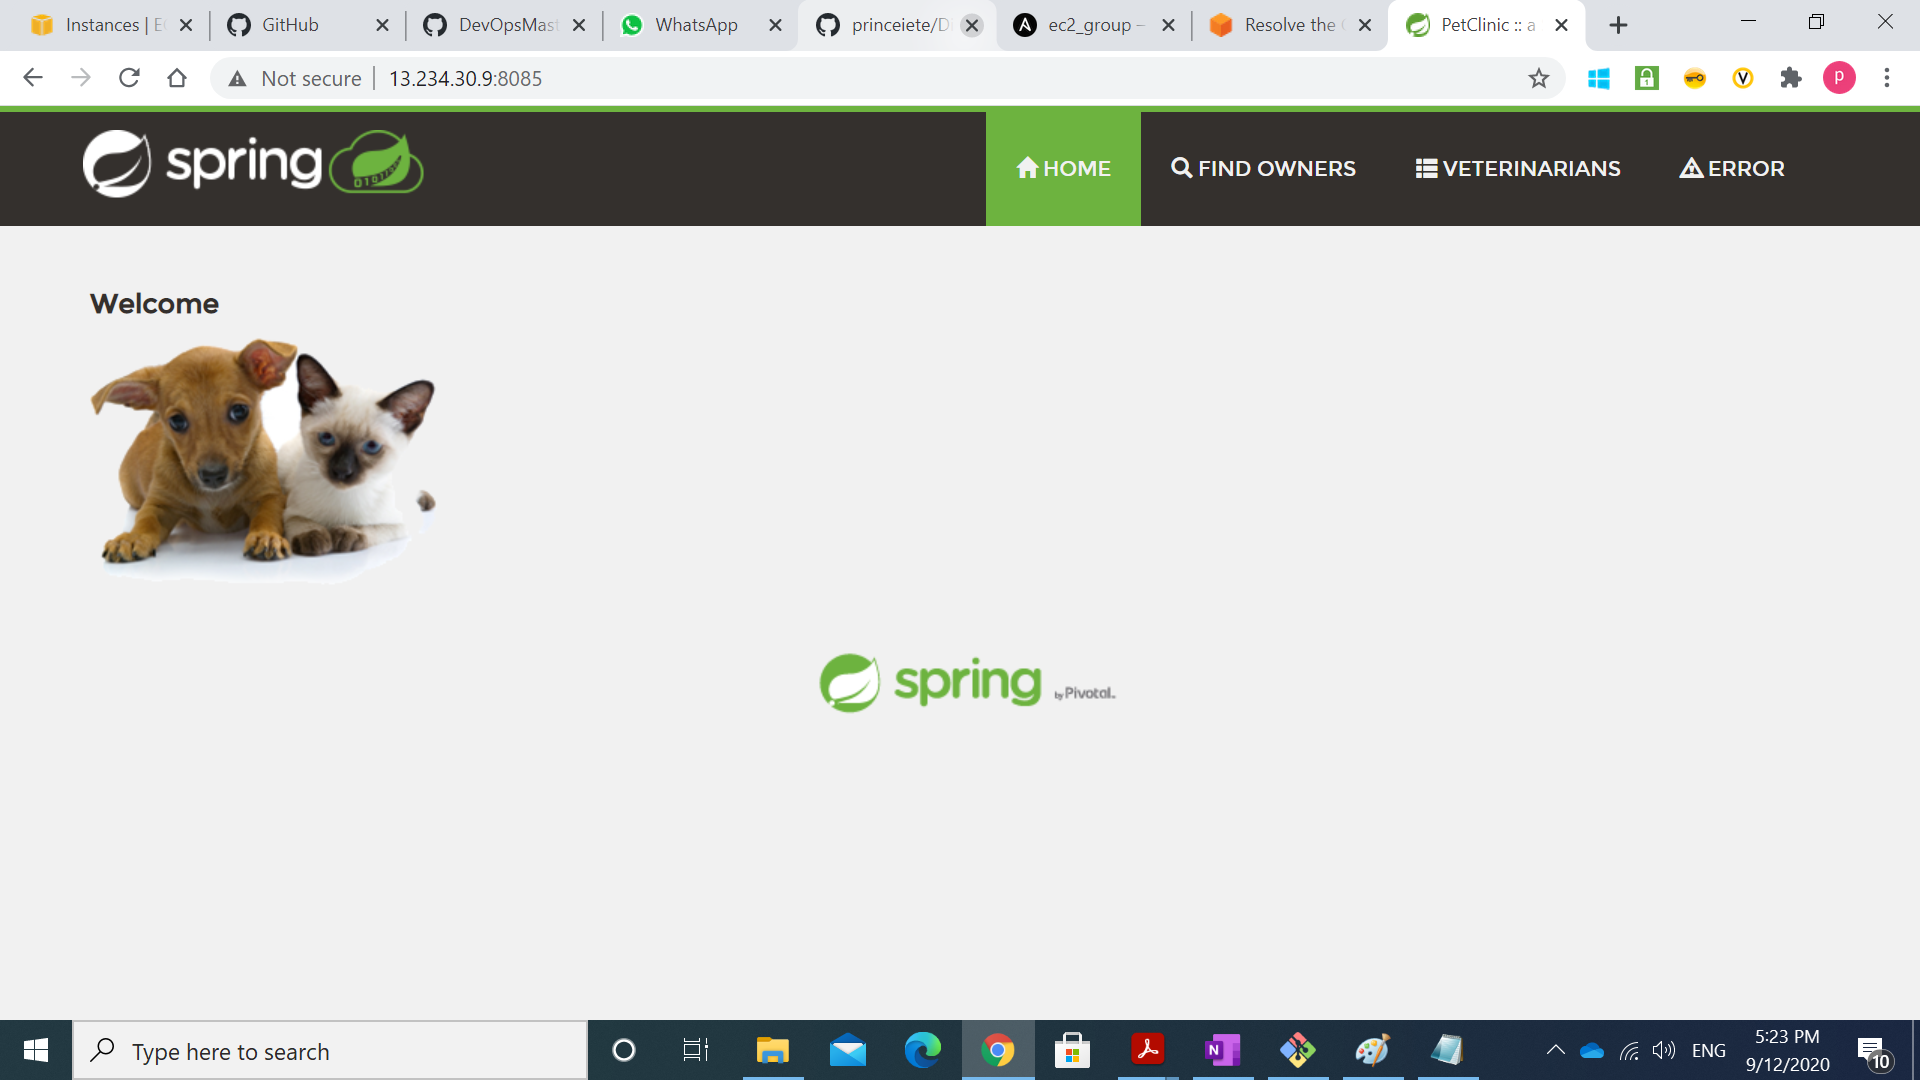 Instances | E
GitHub
DevOpsMast
WhatsApp
princeiete/D
ec2_group –
Resolve the
PetClinic :: a
Not secure
13.234.30.9:8085
P
spring
HOME
FIND OWNERS
VETERINARIANS
ERROR
Welcome
spring by Pivotal
Type here to search
ENG
5:23 PM
9/12/2020
10